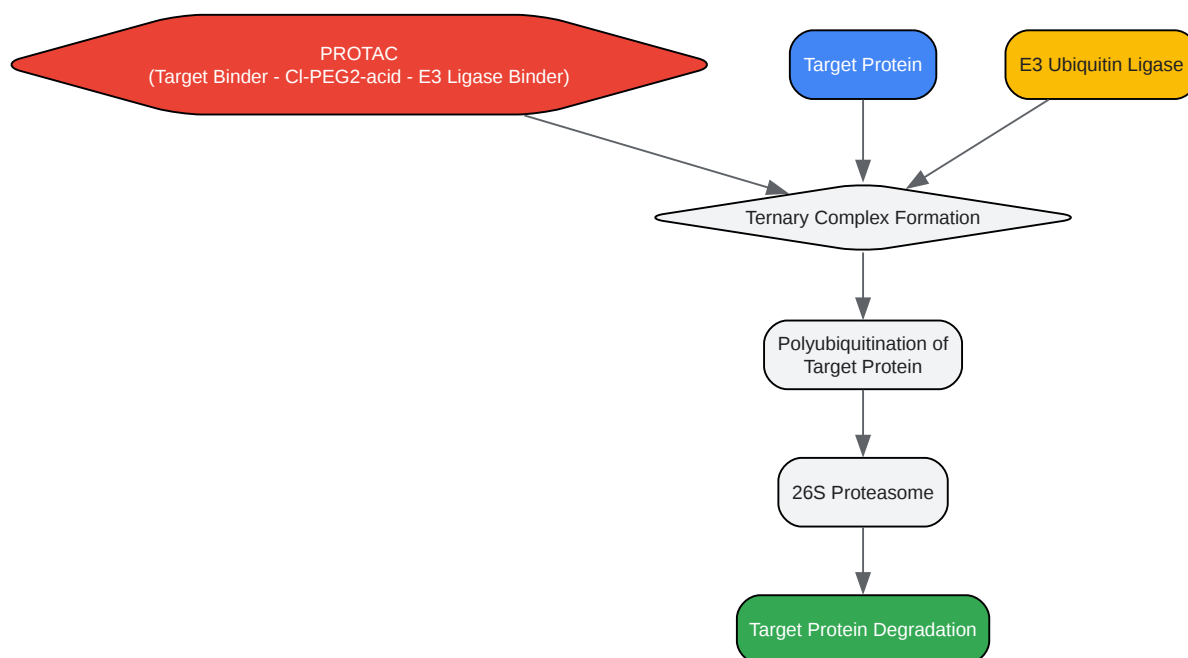 PROTAC
(Target Binder - Cl-PEG2-acid - E3 Ligase Binder)
Target Protein
E3 Ubiquitin Ligase
Ternary Complex Formation
Polyubiquitination of
Target Protein
26S Proteasome
Target Protein Degradation